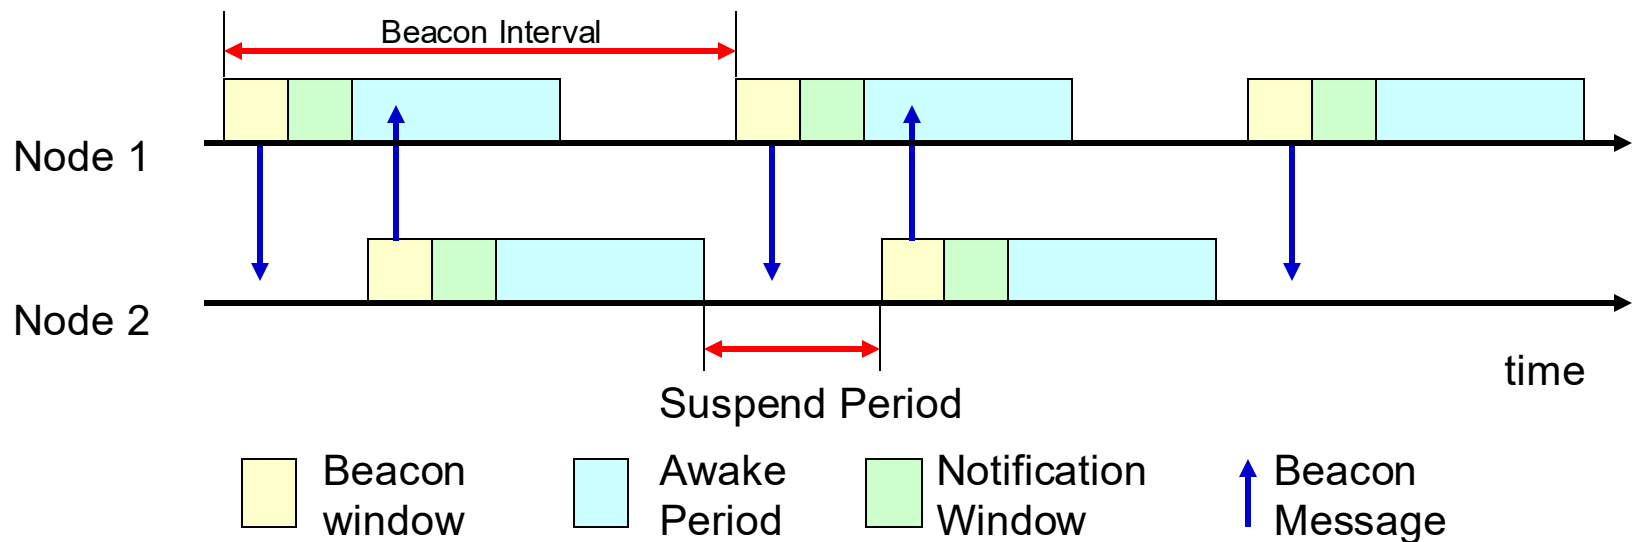 Beacon Interval
Node 1
Node 2
time
Suspend Period
Beacon
window
Awake
Period
Notification
Window
Beacon
Message